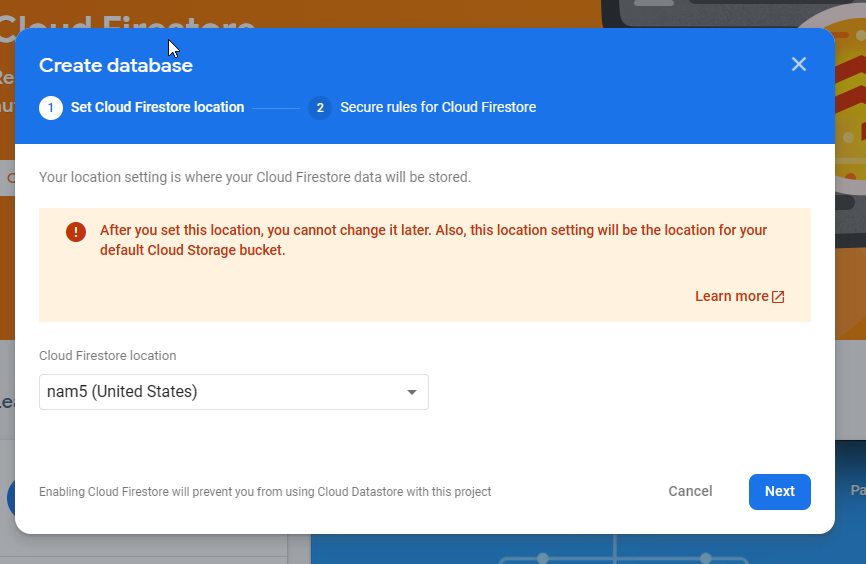 Cloud Firestore
Create database
1 Set Cloud Firestore location
2 Secure rules for Cloud Firestore
Your location setting is where your Cloud Firestore data will be stored.
After you set this location, you cannot change it later. Also, this location setting will be the location for your
default Cloud Storage bucket.
Learn more
Cloud Firestore location
nam5 (United States)
Enabling Cloud Firestore will prevent you from using Cloud Datastore with this project
Cancel
Next